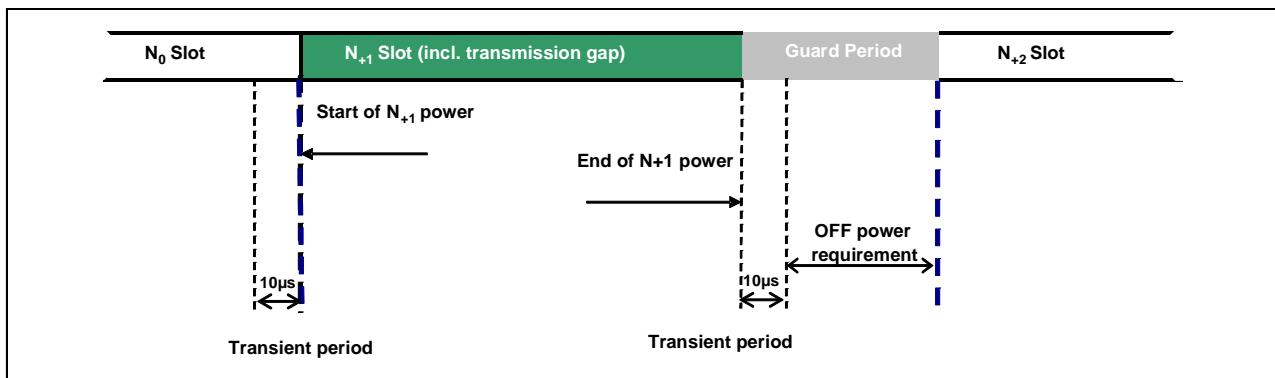 N0 Slot
N+1 Slot (incl. transmission gap)
Guard Period
N+2 Slot
Start of N+1 power
End of N+1 power
OFF power
requirement
10µs
10µs
Transient period
Transient period